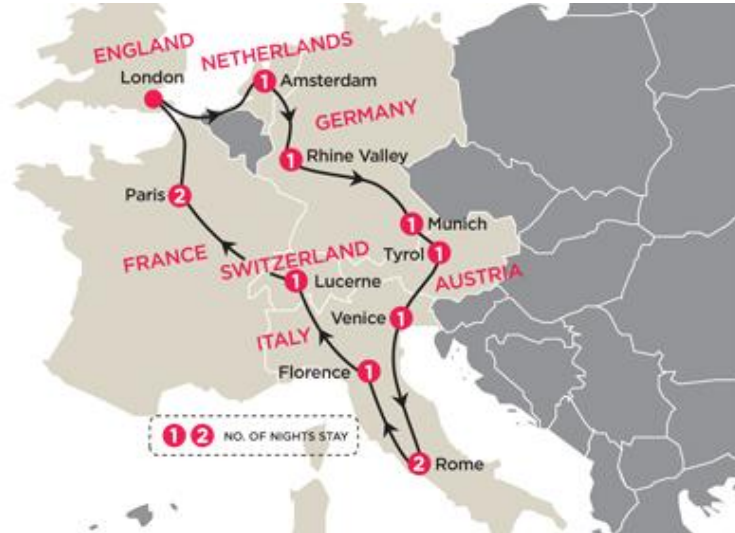 ENGLAND
London
NETHERLANDS
1 Amsterdam
GERMANY
1 Rhine Valley
Paris 2
1 Munich
Tyrol 1
FRANCE
SWITZERLAND
AUSTRIA
1 Lucerne
Venice 1
ITALY
Florence 1
1 2 NO. OF NIGHTS STAY
2 Rome